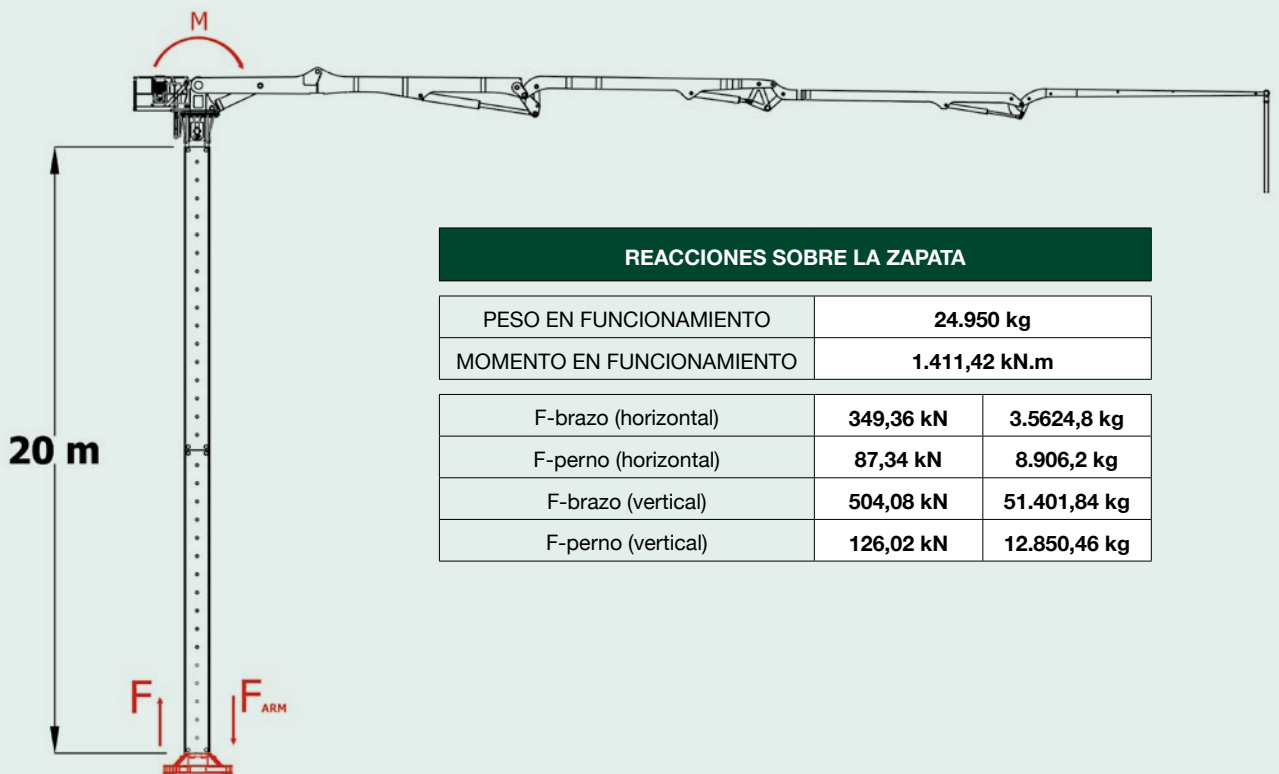 M
REACCIONES SOBRE LA ZAPATA
PESO EN FUNCIONAMIENTO 24.950 kg
MOMENTO EN FUNCIONAMIENTO 1.411,42 kN.m
F-brazo (horizontal) 349,36 kN 3.5624,8 kg
F-perno (horizontal) 87,34 kN 8.906,2 kg
F-brazo (vertical) 504,08 kN 51.401,84 kg
F-perno (vertical) 126,02 kN 12.850,46 kg
20 m
F F ARM